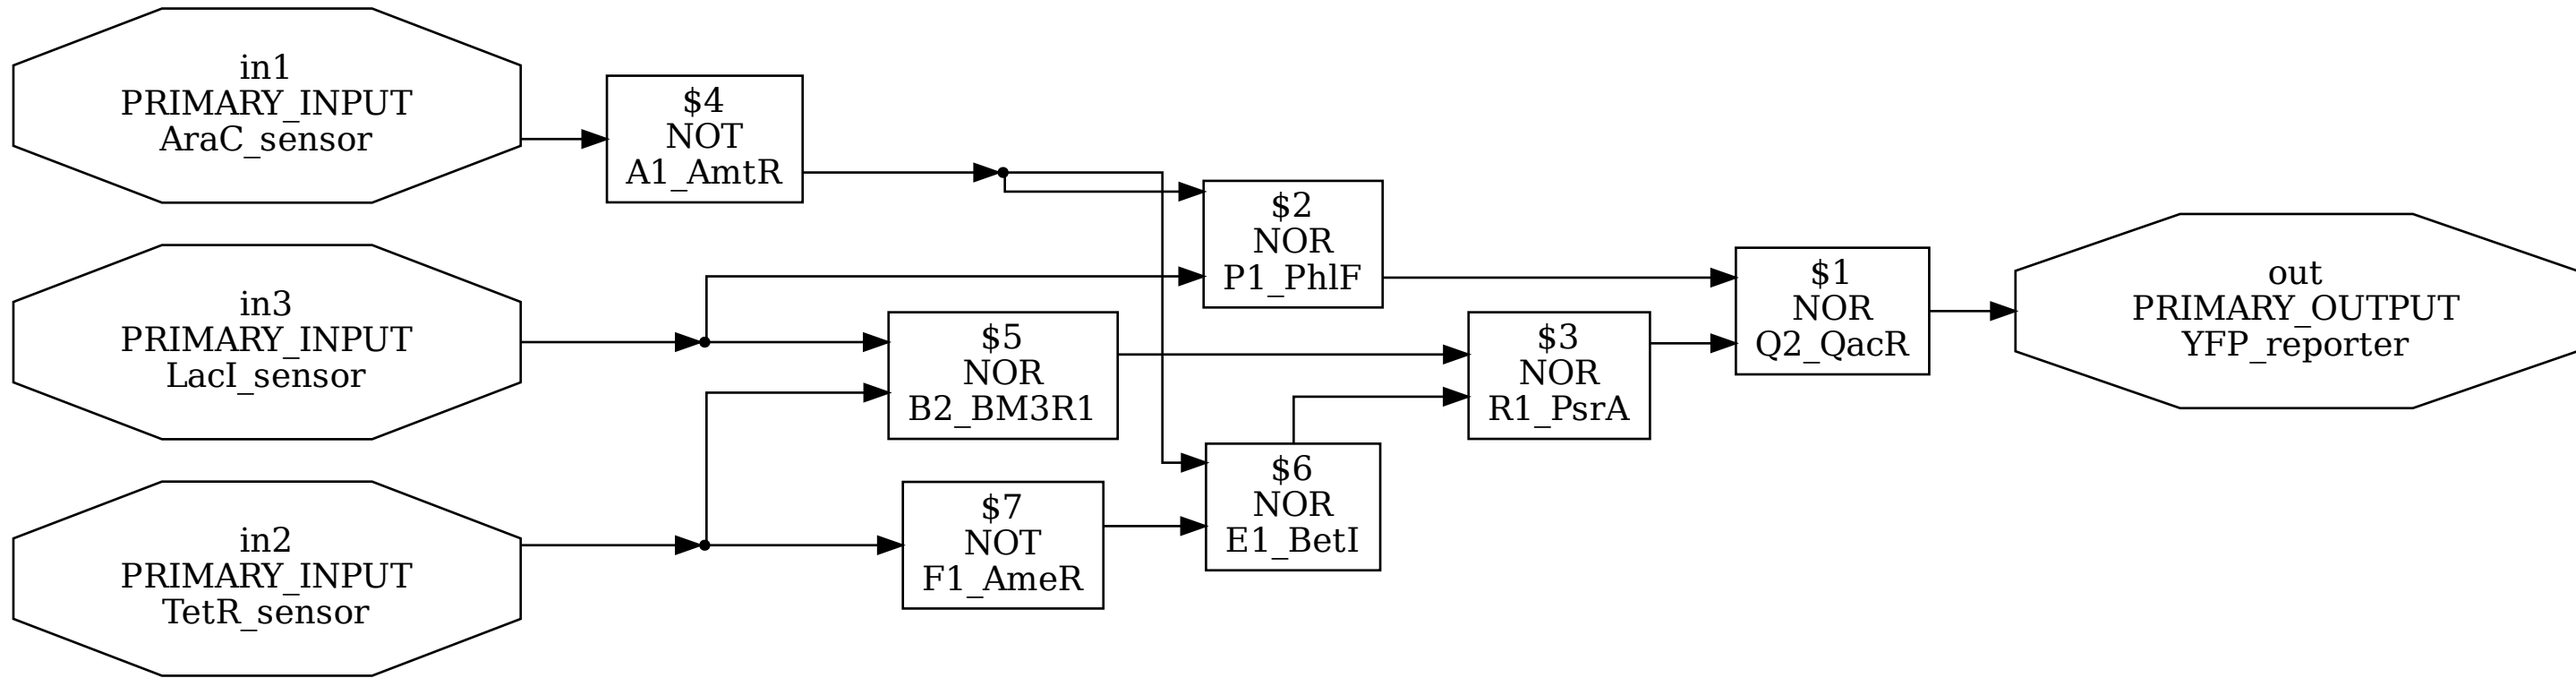 in1
PRIMARY_INPUT
AraC_sensor
$4
NOT
A1_AmtR
$2
NOR
P1_PhlF
in3
PRIMARY_INPUT
LacI_sensor
$5
NOR
B2_BM3R1
$3
NOR
R1_PsrA
$1
NOR
Q2_QacR
out
PRIMARY_OUTPUT
YFP_reporter
in2
PRIMARY_INPUT
TetR_sensor
$7
NOT
F1_AmeR
$6
NOR
E1_BetI